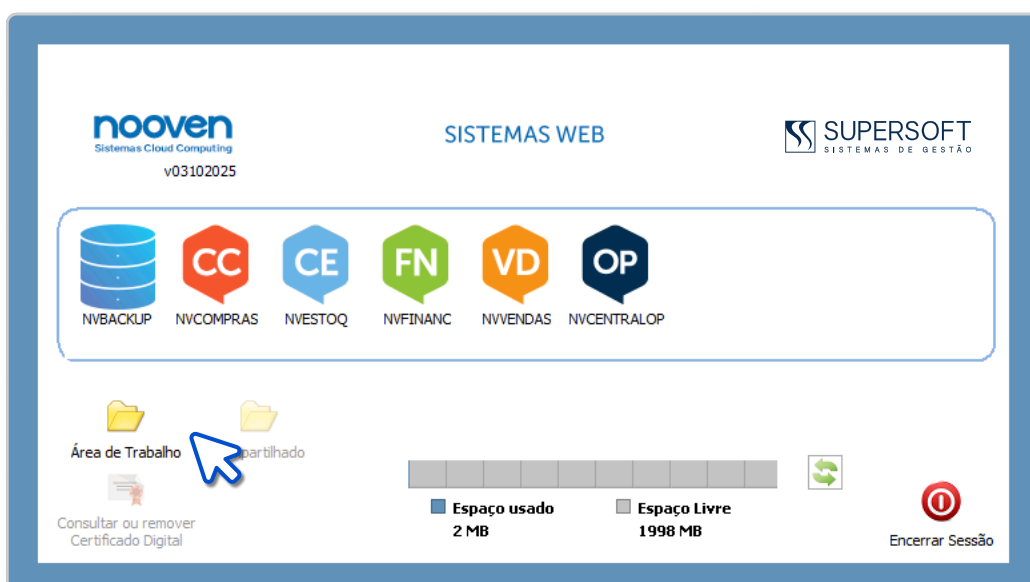 nooven
Sistemas Cloud Computing
v03102025
SISTEMAS WEB
SUPERSOFT
SISTEMAS DE GESTÃO
CC
CE
FN
VD
OP
NVBACKUP
NVCOMPRAS
NVESTOQ
NVFINANC
NVVENDAS
NVCENTRALOP
Área de Trabalho
partilhado
Consultar ou remover
Certificado Digital
Espaço usado
2 MB
Espaço Livre
1998 MB
Encerrar Sessão